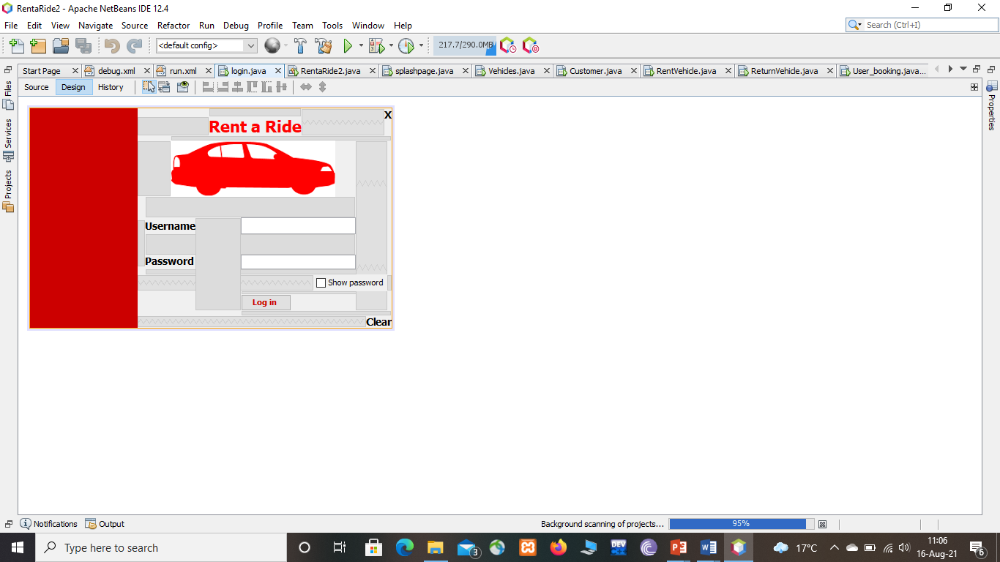 RentaRide2 - Apache NetBeans IDE 12.4
File Edit View Navigate Source Refactor Run Debug Profile Team Tools Window Help
Search (Ctrl+I)
<default config>
217.7/290.0MB
Start Page debug.xml run.xml login.java RentaRide2.java splashpage.java Vehicles.java Customer.java RentVehicle.java ReturnVehicle.java User_booking.java...
Source Design History
Files
Services
Projects
Properties
X
Rent a Ride
Username
Password
Show password
Log in
Clear
Notifications Output
Background scanning of projects... 95%
Type here to search
3
DEV
17°C
11:06
16-Aug-21
6